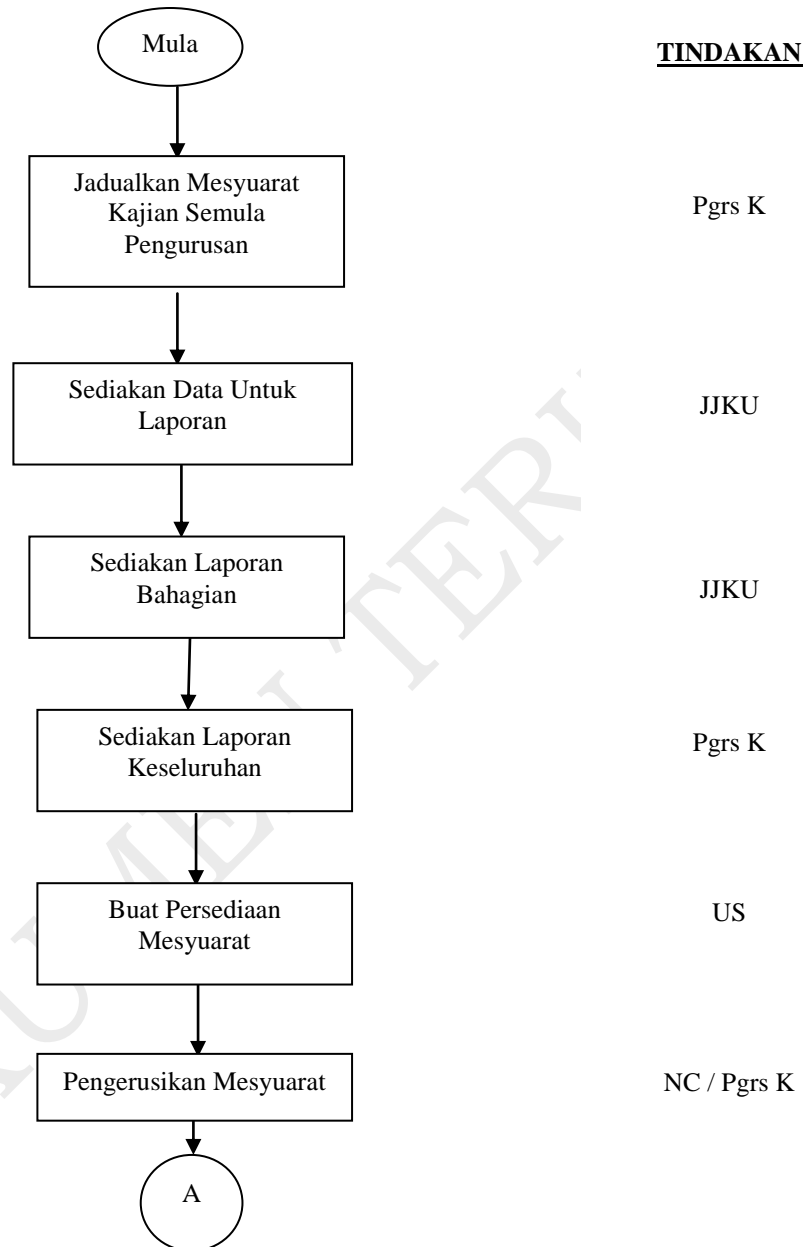 Mula
TINDAKAN
Jadualkan Mesyuarat
Kajian Semula
Pengurusan
Pgrs K
Sediakan Data Untuk
Laporan
JJKU
Sediakan Laporan
Bahagian
JJKU
Sediakan Laporan
Keseluruhan
Pgrs K
Buat Persediaan
Mesyuarat
US
Pengerusikan Mesyuarat
NC / Pgrs K
A